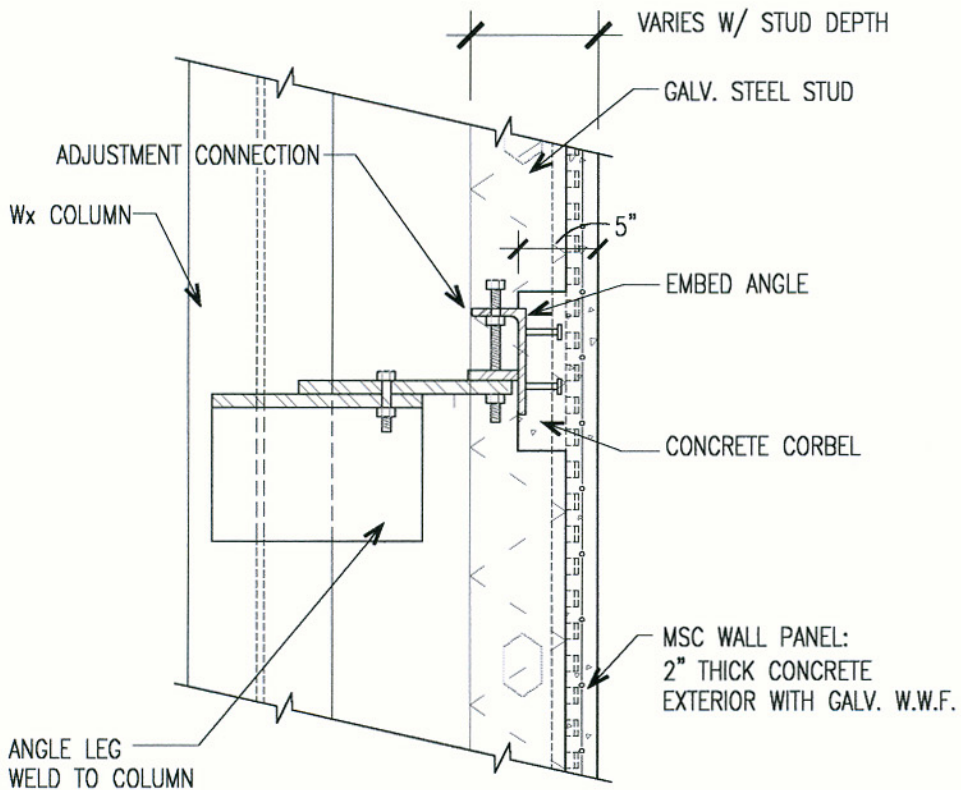 VARIES W/ STUD DEPTH
GALV. STEEL STUD
ADJUSTMENT CONNECTION
Wx COLUMN
5"
EMBED ANGLE
CONCRETE CORBEL
MSC WALL PANEL:
2" THICK CONCRETE
EXTERIOR WITH GALV. W.W.F.
ANGLE LEG
WELD TO COLUMN